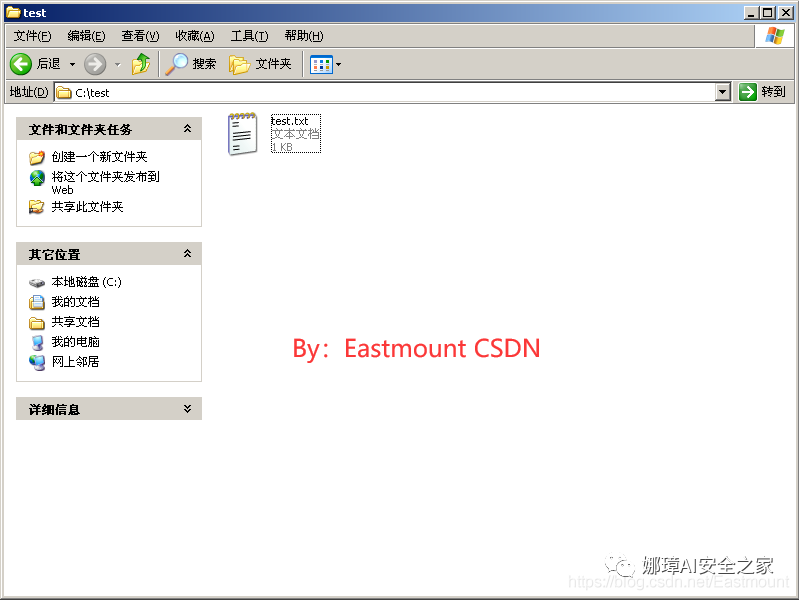 test
文件(F) 编辑(E) 查看(V) 收藏(A) 工具(T) 帮助(H)
后退 搜索 文件夹
地址(D) C:\test 转到
文件和文件夹任务
创建一个新文件夹
将这个文件夹发布到
Web
共享此文件夹
其它位置
本地磁盘 (C:)
我的文档
共享文档
我的电脑
网上邻居
详细信息
test.txt
文本文档
1 KB
By：Eastmount CSDN
娜璋AI安全之家
https://blog.csdn.net/Eastmount